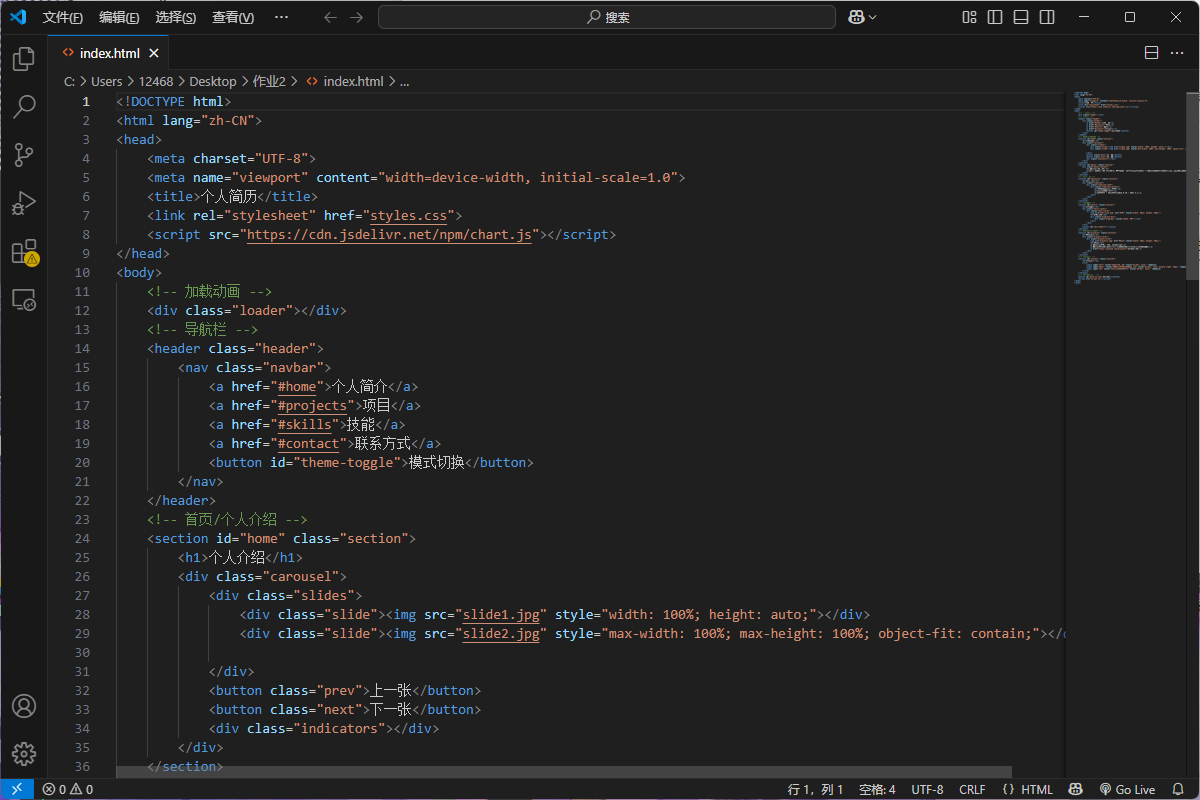 文件(F) 编辑(E) 选择(S) 查看(V) ··· 搜索
index.html
C: > Users > 12468 > Desktop > 作业2 > index.html > ...
1 <!DOCTYPE html>
2 <html lang="zh-CN">
3 <head>
4 <meta charset="UTF-8">
5 <meta name="viewport" content="width=device-width, initial-scale=1.0">
6 <title>个人简历</title>
7 <link rel="stylesheet" href="styles.css">
8 <script src="https://cdn.jsdelivr.net/npm/chart.js"></script>
9 </head>
10 <body>
11 <!-- 加载动画 -->
12 <div class="loader"></div>
13 <!-- 导航栏 -->
14 <header class="header">
15 <nav class="navbar">
16 <a href="#home">个人简介</a>
17 <a href="#projects">项目</a>
18 <a href="#skills">技能</a>
19 <a href="#contact">联系方式</a>
20 <button id="theme-toggle">模式切换</button>
21 </nav>
22 </header>
23 <!-- 首页/个人介绍 -->
24 <section id="home" class="section">
25 <h1>个人介绍</h1>
26 <div class="carousel">
27 <div class="slides">
28 <div class="slide"><img src="slide1.jpg" style="width: 100%; height: auto;"></div>
29 <div class="slide"><img src="slide2.jpg" style="max-width: 100%; max-height: 100%; object-fit: contain;"></
30
31 </div>
32 <button class="prev">上一张</button>
33 <button class="next">下一张</button>
34 <div class="indicators"></div>
35 </div>
36 </section>
0 0 行 1，列 1 空格: 4 UTF-8 CRLF {} HTML Go Live